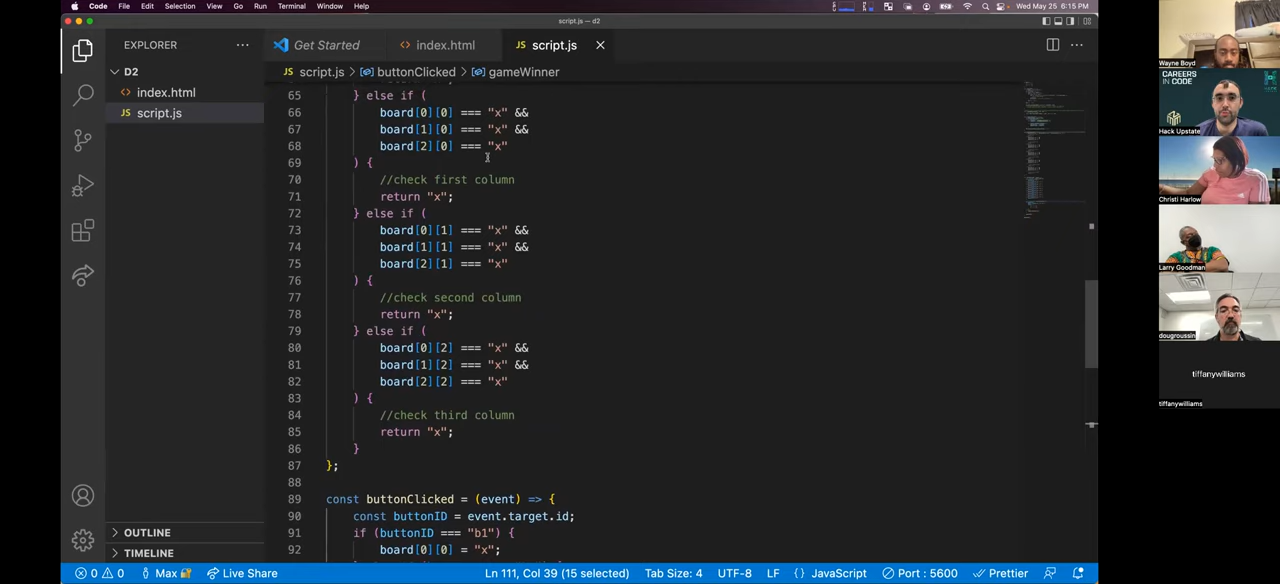 Code File Edit Selection View Go Run Terminal Window Help
Wed May 25 6:15 PM
script.js — d2
EXPLORER
Get Started
index.html
script.js
script.js > buttonClicked > gameWinner
D2
index.html
script.js
65 } else if (
66 board[0][0] === "x" &&
67 board[1][0] === "x" &&
68 board[2][0] === "x"
69 ) {
70 //check first column
71 return "x";
72 } else if (
73 board[0][1] === "x" &&
74 board[1][1] === "x" &&
75 board[2][1] === "x"
76 ) {
77 //check second column
78 return "x";
79 } else if (
80 board[0][2] === "x" &&
81 board[1][2] === "x" &&
82 board[2][2] === "x"
83 ) {
84 //check third column
85 return "x";
86 }
87 };
88
89 const buttonClicked = (event) => {
90 const buttonID = event.target.id;
91 if (buttonID === "b1") {
92 board[0][0] = "x";
OUTLINE
TIMELINE
0 0 Max Live Share Ln 111, Col 39 (15 selected) Tab Size: 4 UTF-8 LF {} JavaScript Port : 5600 Prettier
Wayne Boyd
CAREERS
IN CODE
Hack Upstate
Christi Harlow
Larry Goodman
dougroussin
tiffanywilliams
tiffanywilliams